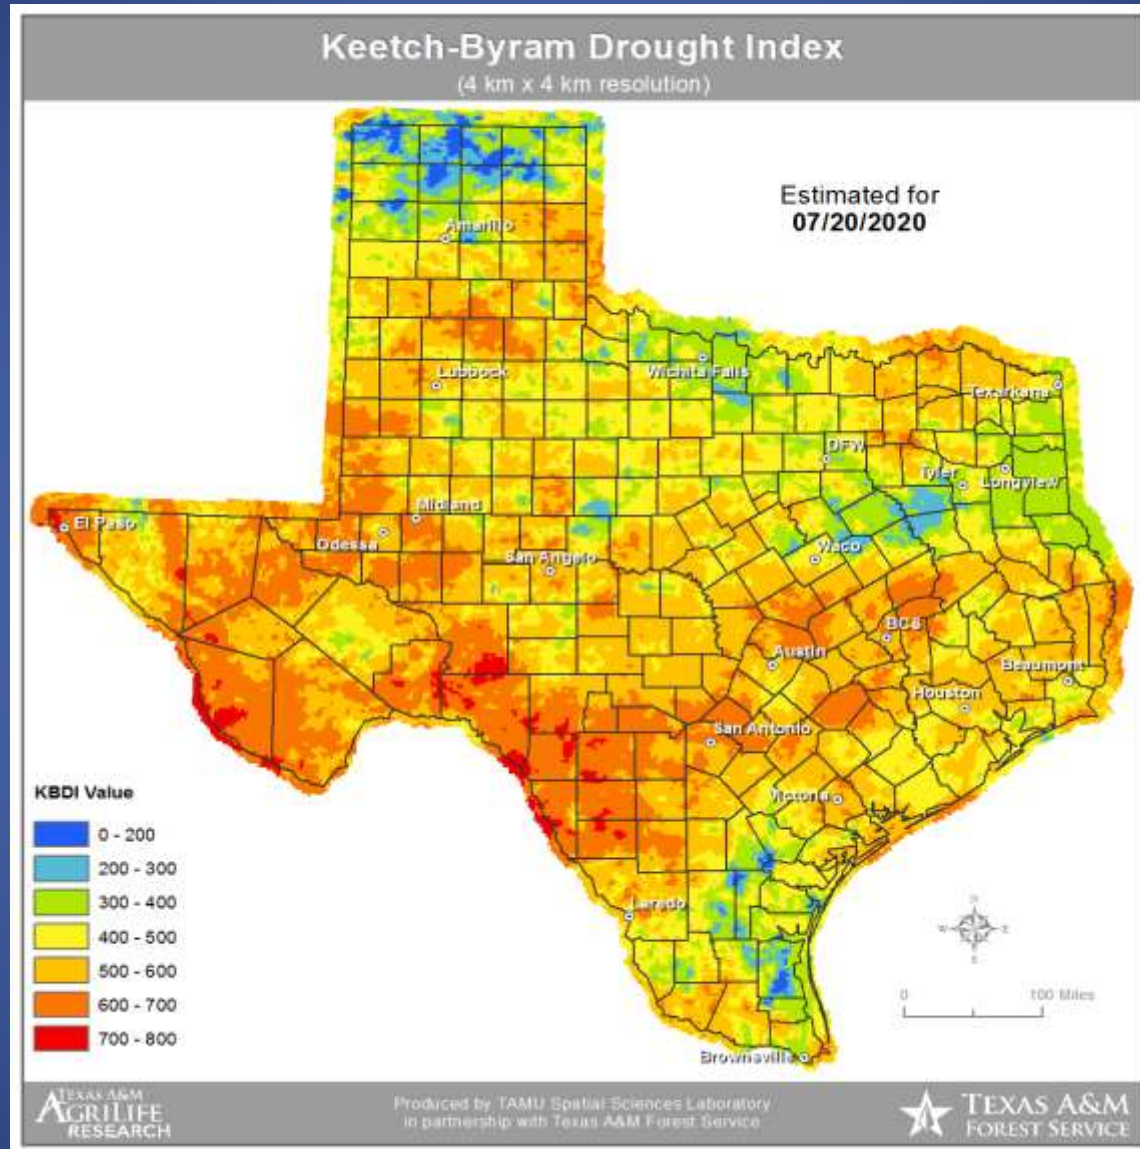 Keetch-Byram Drought Index
(4 km x 4 km resolution)
Estimated for
07/20/2020
Amarillo
Lubbock
Wichita Falls
Texarkana
DFW
Tyler
Longview
El Paso
Midland
Odessa
San Angelo
Waco
BCS
Austin
Beaumont
Houston
San Antonio
Victoria
Laredo
Brownsville
KBDI Value
0 - 200
200 - 300
300 - 400
400 - 500
500 - 600
600 - 700
700 - 800
N
W E
S
0 100 Miles
TEXAS A&M
AGRILIFE
RESEARCH
Produced by TAMU Spatial Sciences Laboratory
in partnership with Texas A&M Forest Service
TEXAS A&M
FOREST SERVICE